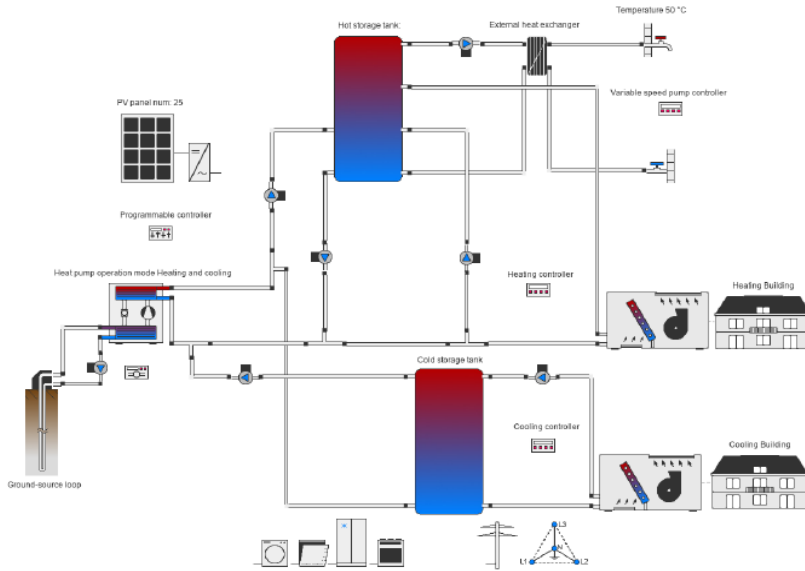 Hot storage tank:
External heat exchanger
Temperature 50 °C
PV panel num: 25
Variable speed pump controller
Programmable controller
Heat pump operation mode Heating and cooling
Heating controller
Heating Building
Cold storage tank
Cooling controller
Cooling Building
Ground-source loop
L3
N
L1
L2